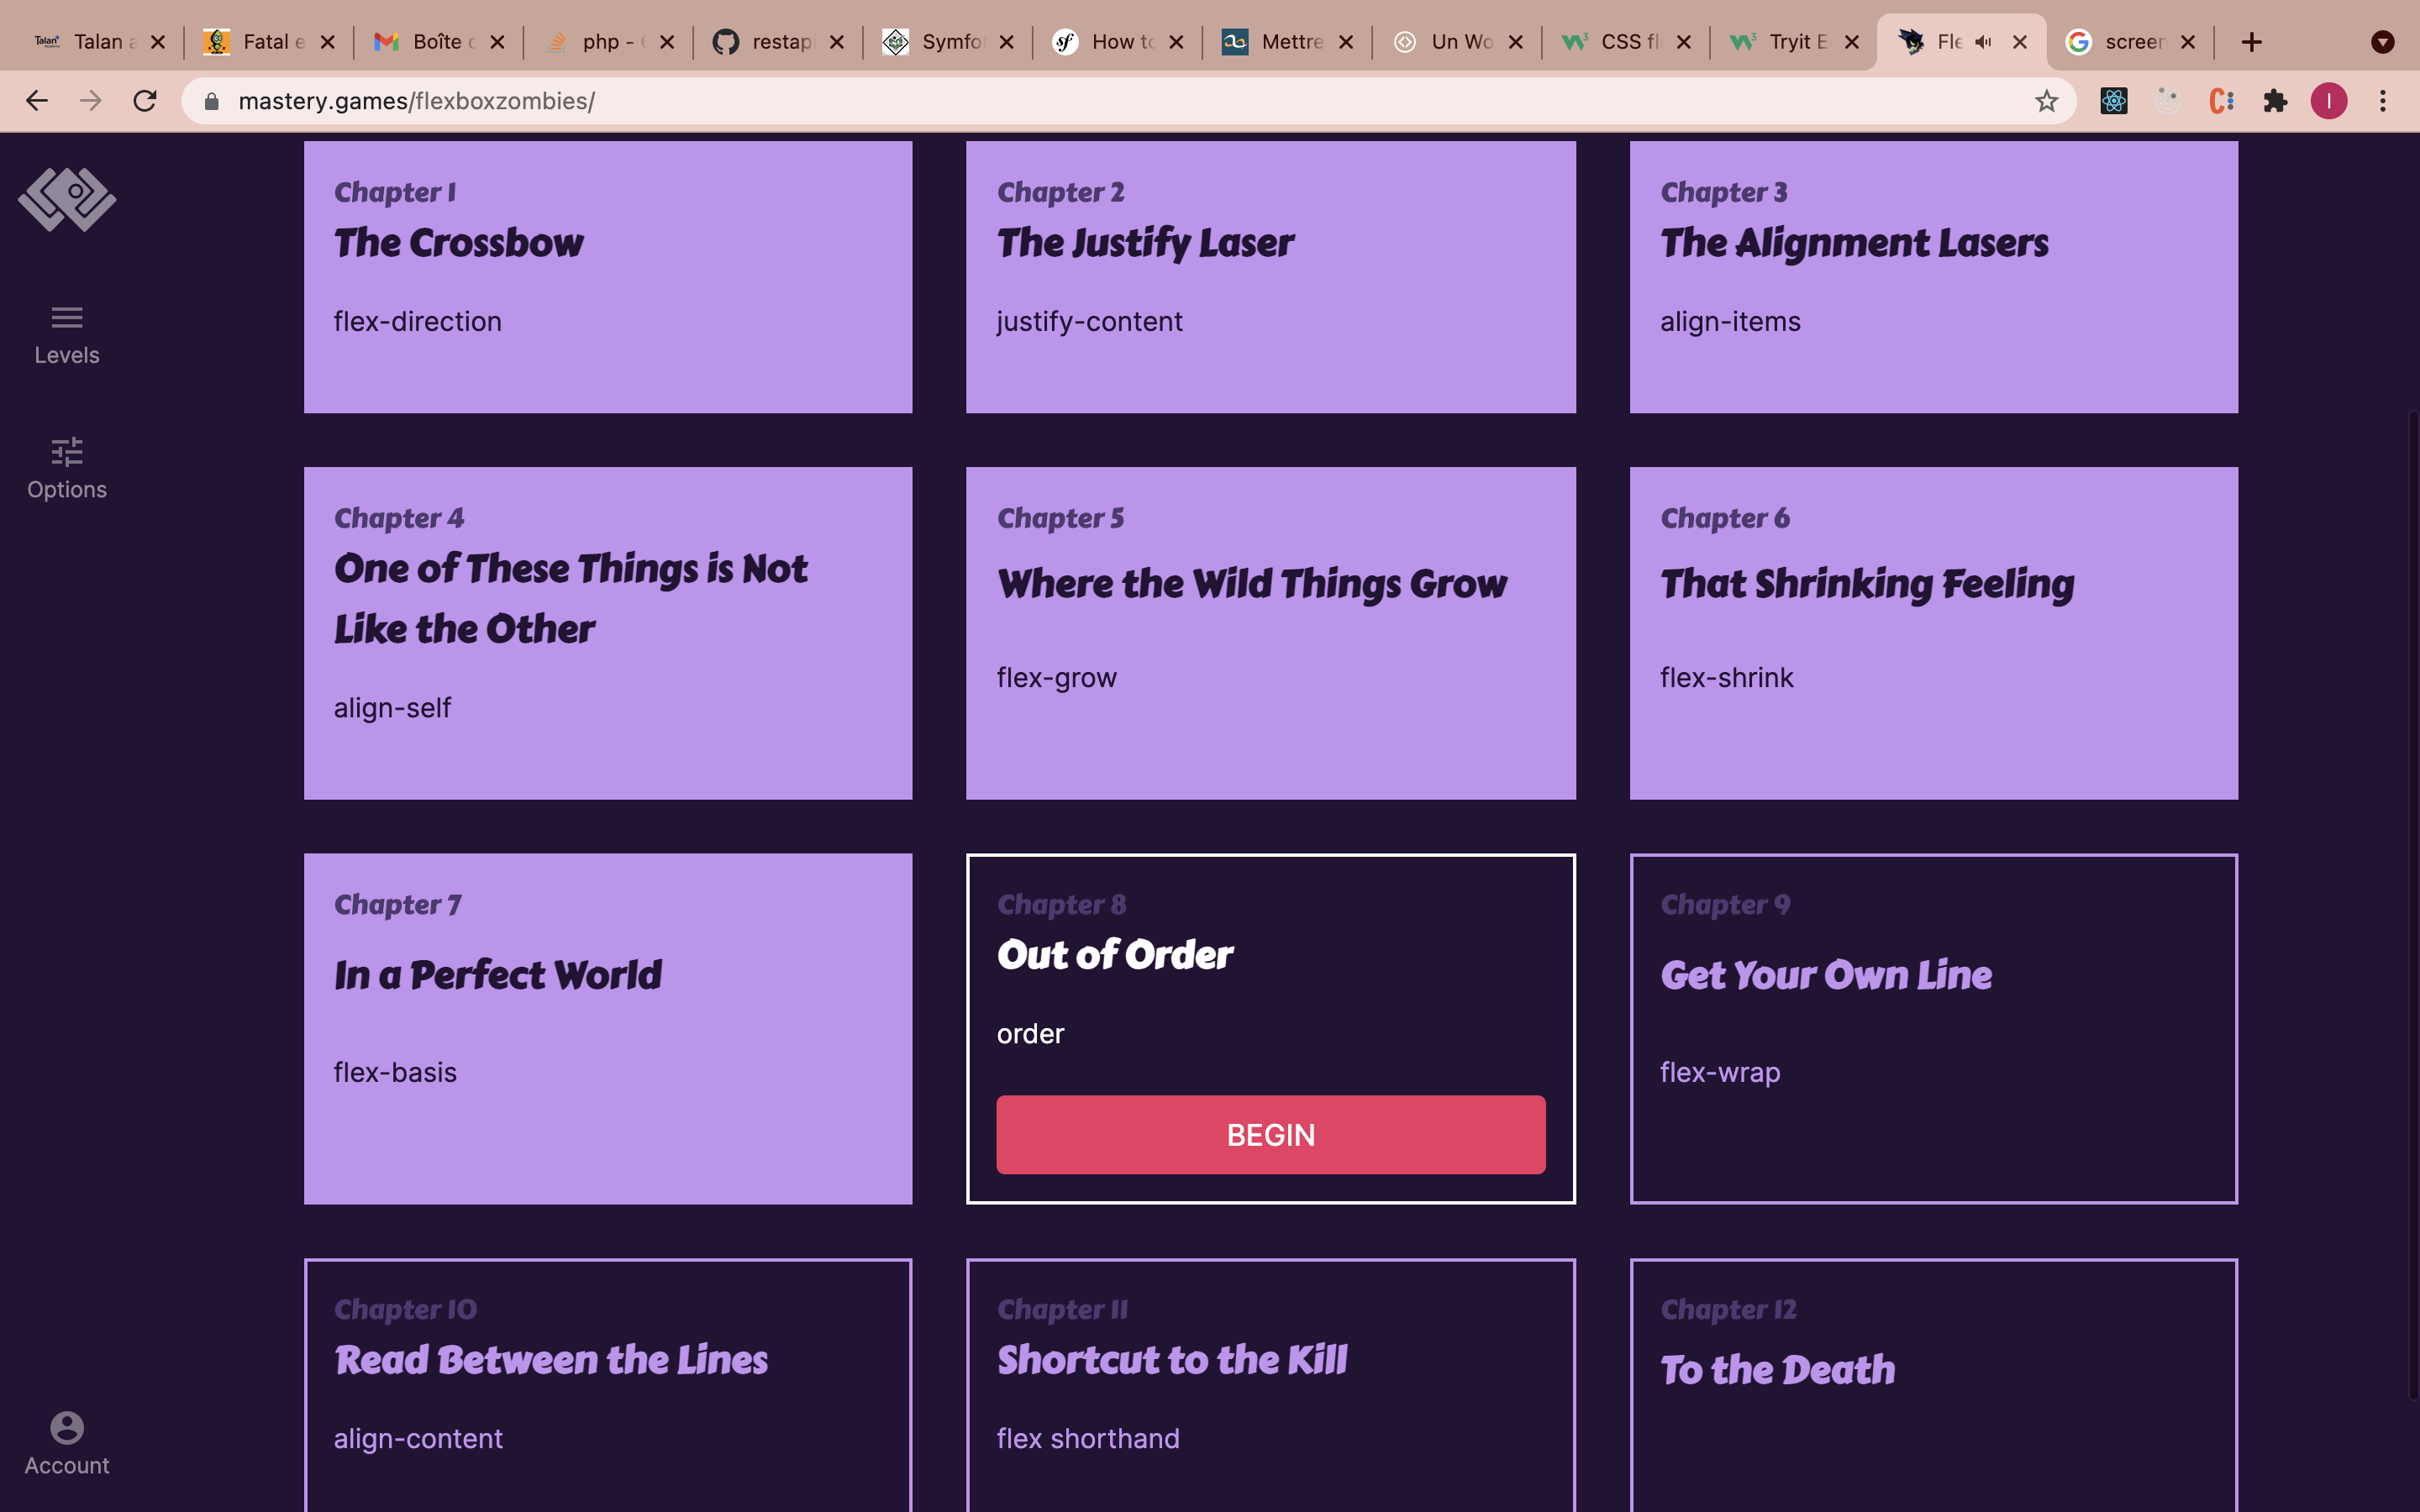 Talan a
Fatal e
Boîte
php -
restap
Symfo
How to
Mettre
Un Wo
CSS fl
Tryit E
Fle
screen
mastery.games/flexboxzombies/
I
Levels
Options
Account
Chapter 1
The Crossbow
flex-direction
Chapter 2
The Justify Laser
justify-content
Chapter 3
The Alignment Lasers
align-items
Chapter 4
One of These Things is Not
Like the Other
align-self
Chapter 5
Where the Wild Things Grow
flex-grow
Chapter 6
That Shrinking Feeling
flex-shrink
Chapter 7
In a Perfect World
flex-basis
Chapter 8
Out of Order
order
BEGIN
Chapter 9
Get Your Own Line
flex-wrap
Chapter 10
Read Between the Lines
align-content
Chapter 11
Shortcut to the Kill
flex shorthand
Chapter 12
To the Death